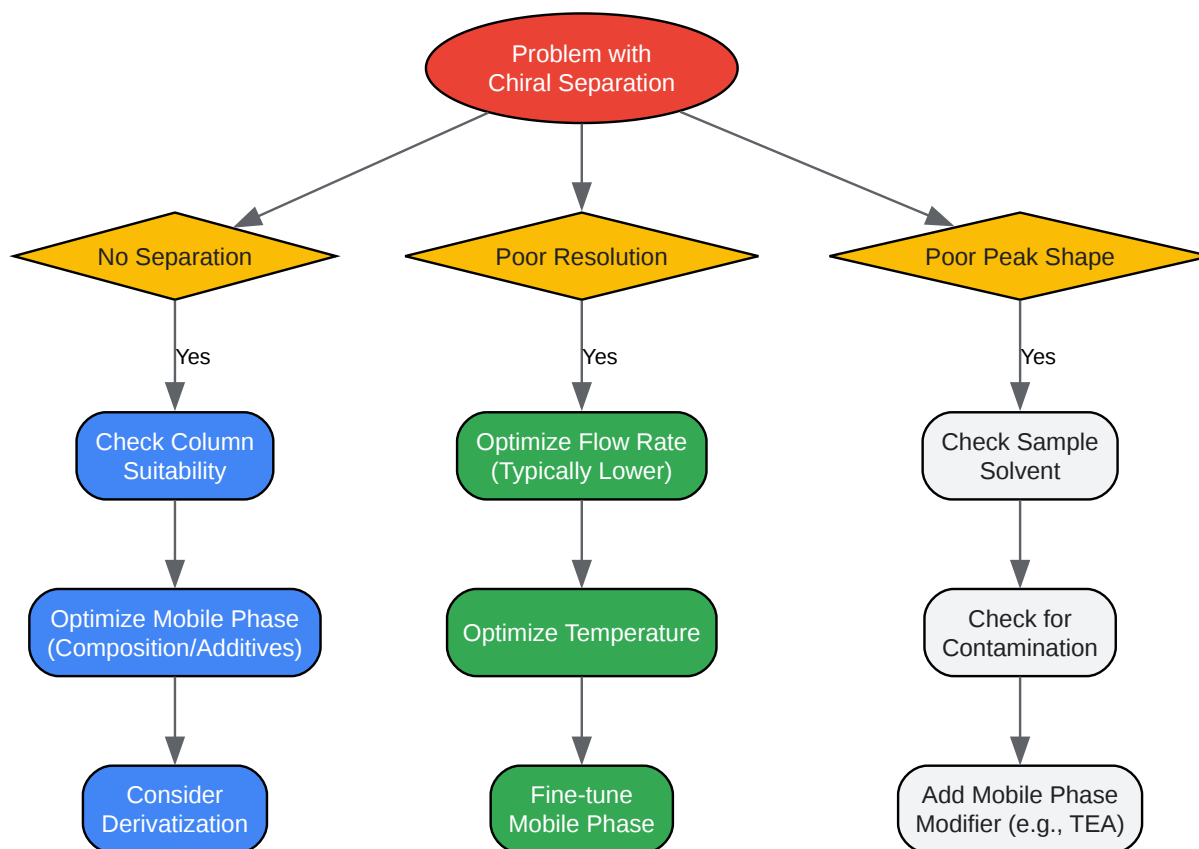 Problem with
Chiral Separation
No Separation
Poor Resolution
Poor Peak Shape
Yes
Yes
Yes
Check Column
Suitability
Optimize Flow Rate
(Typically Lower)
Check Sample
Solvent
Optimize Mobile Phase
(Composition/Additives)
Optimize Temperature
Check for
Contamination
Consider
Derivatization
Fine-tune
Mobile Phase
Add Mobile Phase
Modifier (e.g., TEA)